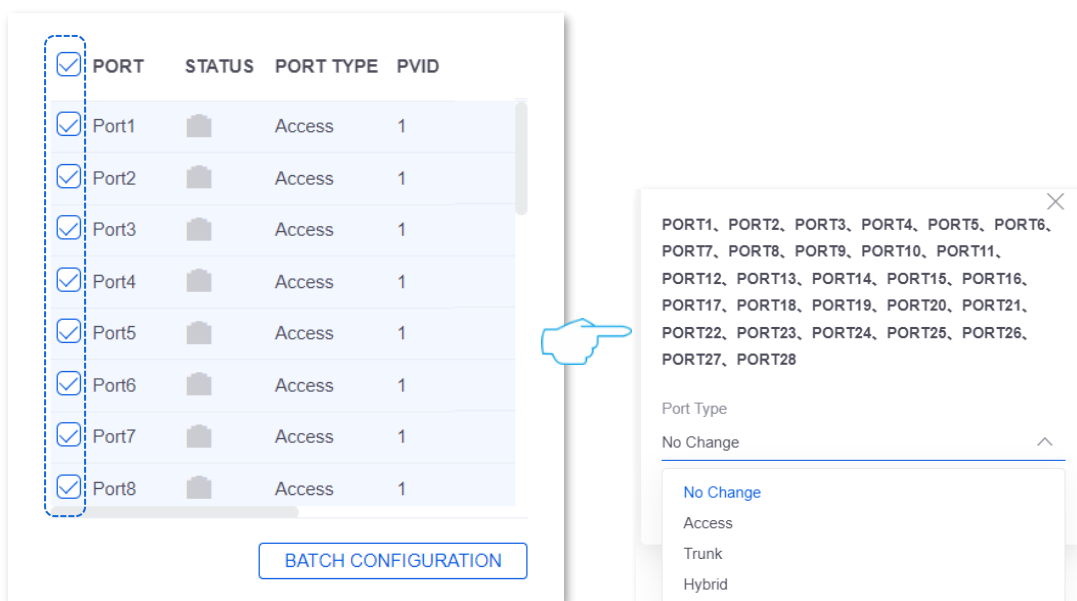 PORT STATUS PORT TYPE PVID
Port1 Access 1
Port2 Access 1
Port3 Access 1
Port4 Access 1
Port5 Access 1
Port6 Access 1
Port7 Access 1
Port8 Access 1
BATCH CONFIGURATION
PORT1、PORT2、PORT3、PORT4、PORT5、PORT6、
PORT7、PORT8、PORT9、PORT10、PORT11、
PORT12、PORT13、PORT14、PORT15、PORT16、
PORT17、PORT18、PORT19、PORT20、PORT21、
PORT22、PORT23、PORT24、PORT25、PORT26、
PORT27、PORT28
Port Type
No Change
No Change
Access
Trunk
Hybrid